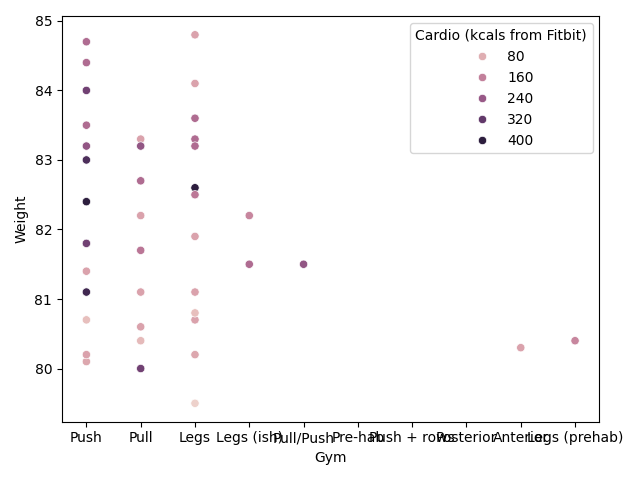 85
84
83
82
81
80
Weight
Cardio (kcals from Fitbit)
80
160
240
320
400
Push Pull Legs Legs (ish) Pull/Push Pre-hab Push + rows Posterior Anterior Legs (prehab)
Gym